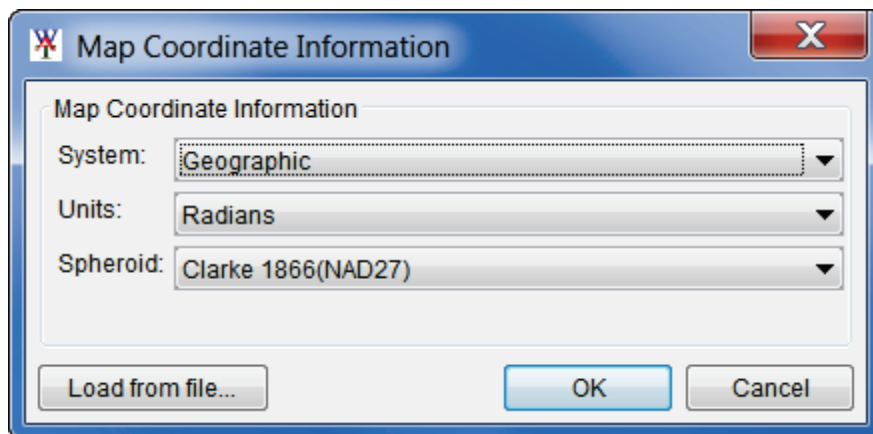 Map Coordinate Information
Map Coordinate Information
System: Geographic
Units: Radians
Spheroid: Clarke 1866(NAD27)
Load from file... OK Cancel